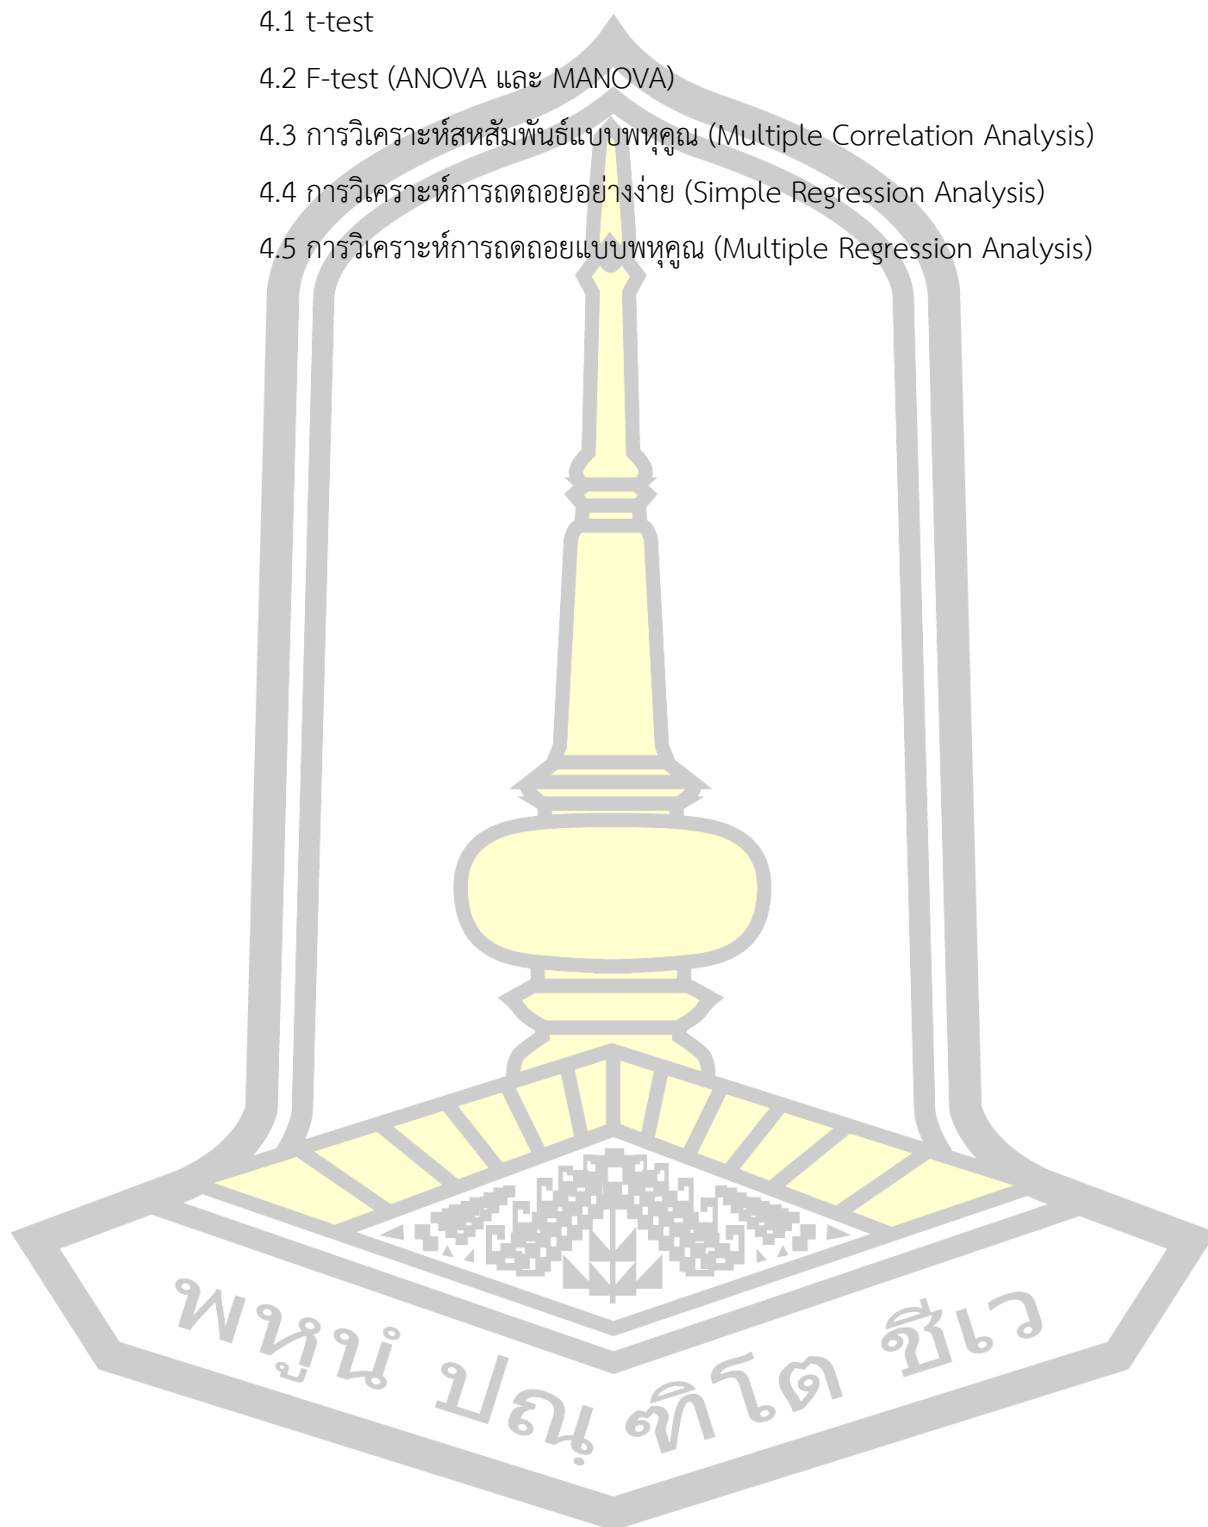 4.1 t-test
4.2 F-test (ANOVA และ MANOVA)
4.3 การวิเคราะห์สหสัมพันธ์แบบพหุคูณ (Multiple Correlation Analysis)
4.4 การวิเคราะห์การถดถอยอย่างง่าย (Simple Regression Analysis)
4.5 การวิเคราะห์การถดถอยแบบพหุคูณ (Multiple Regression Analysis)
พหูนํ ปณฺ ฑิโต ชีเว